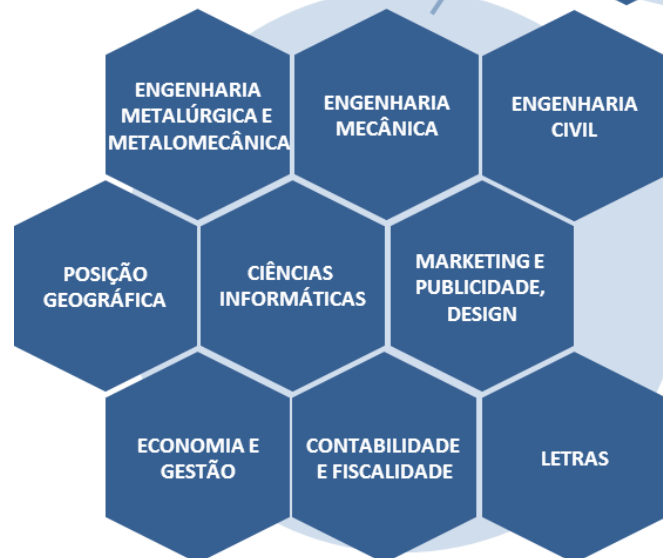 ENGENHARIA
METALÚRGICA E
METALOMECÂNICA
ENGENHARIA
MECÂNICA
ENGENHARIA
CIVIL
POSIÇÃO
GEOGRÁFICA
CIÊNCIAS
INFORMÁTICAS
MARKETING E
PUBLICIDADE,
DESIGN
ECONOMIA E
GESTÃO
CONTABILIDADE
E FISCALIDADE
LETRAS